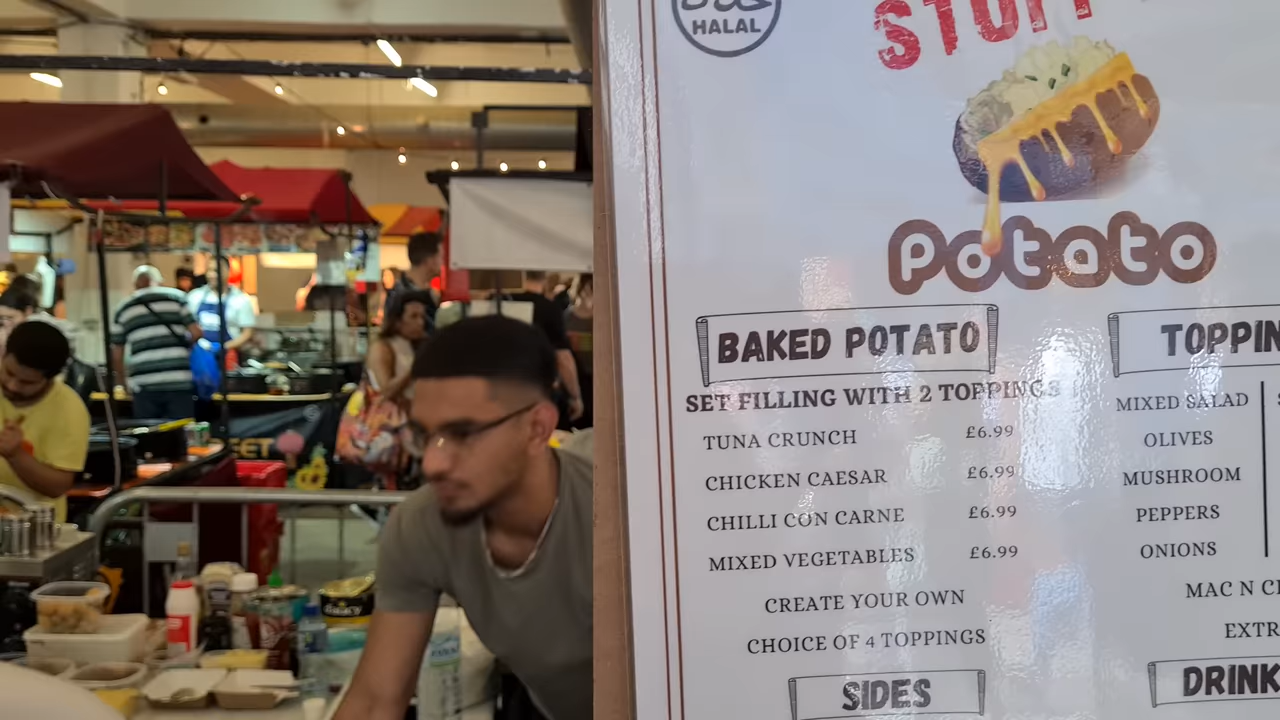 حلال
HALAL
Potato
BAKED POTATO
SET FILLING WITH 2 TOPPINGS
TUNA CRUNCH £6.99
CHICKEN CAESAR £6.99
CHILLI CON CARNE £6.99
MIXED VEGETABLES £6.99
CREATE YOUR OWN
CHOICE OF 4 TOPPINGS
SIDES
MIXED SALAD
OLIVES
MUSHROOM
PEPPERS
ONIONS
MAC N